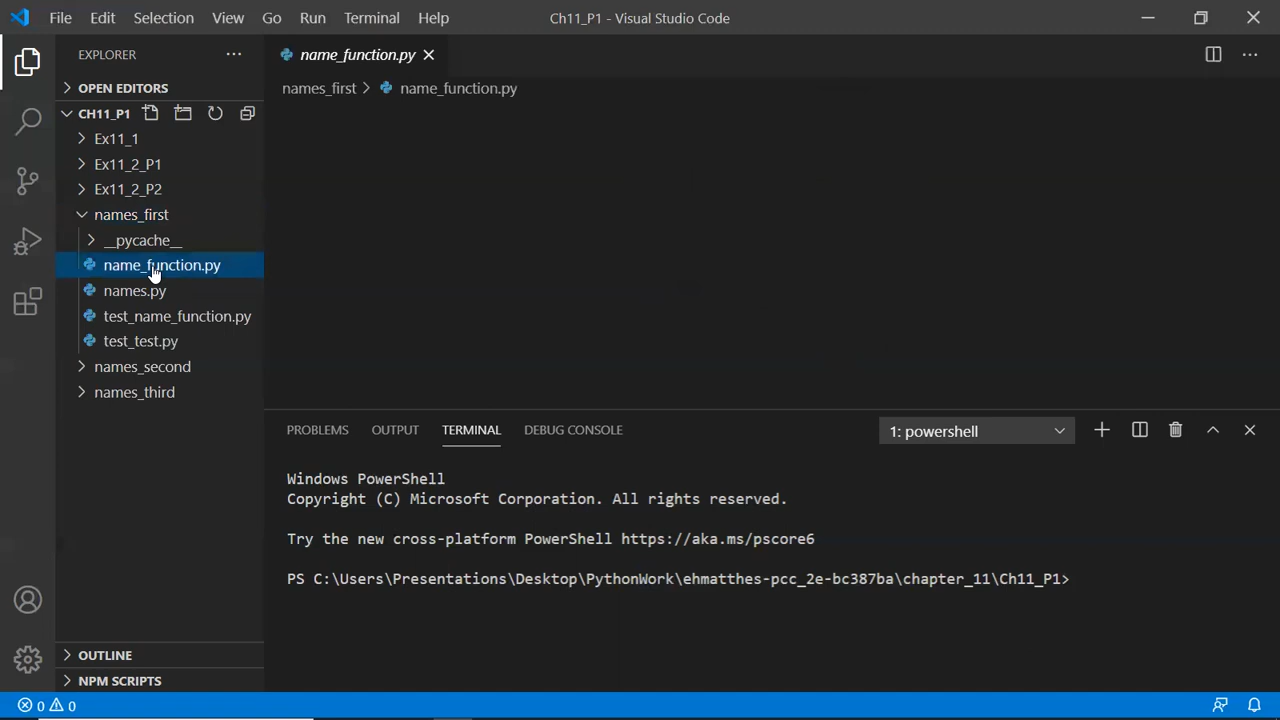 File Edit Selection View Go Run Terminal Help
Ch11_P1 - Visual Studio Code
EXPLORER
OPEN EDITORS
CH11_P1
Ex11_1
Ex11_2_P1
Ex11_2_P2
names_first
__pycache__
name_function.py
names.py
test_name_function.py
test_test.py
names_second
names_third
OUTLINE
NPM SCRIPTS
name_function.py
names_first > name_function.py
PROBLEMS OUTPUT TERMINAL DEBUG CONSOLE
1: powershell
Windows PowerShell
Copyright (C) Microsoft Corporation. All rights reserved.
Try the new cross-platform PowerShell https://aka.ms/pscore6
PS C:\Users\Presentations\Desktop\PythonWork\ehmatthes-pcc_2e-bc387ba\chapter_11\Ch11_P1>
0 0